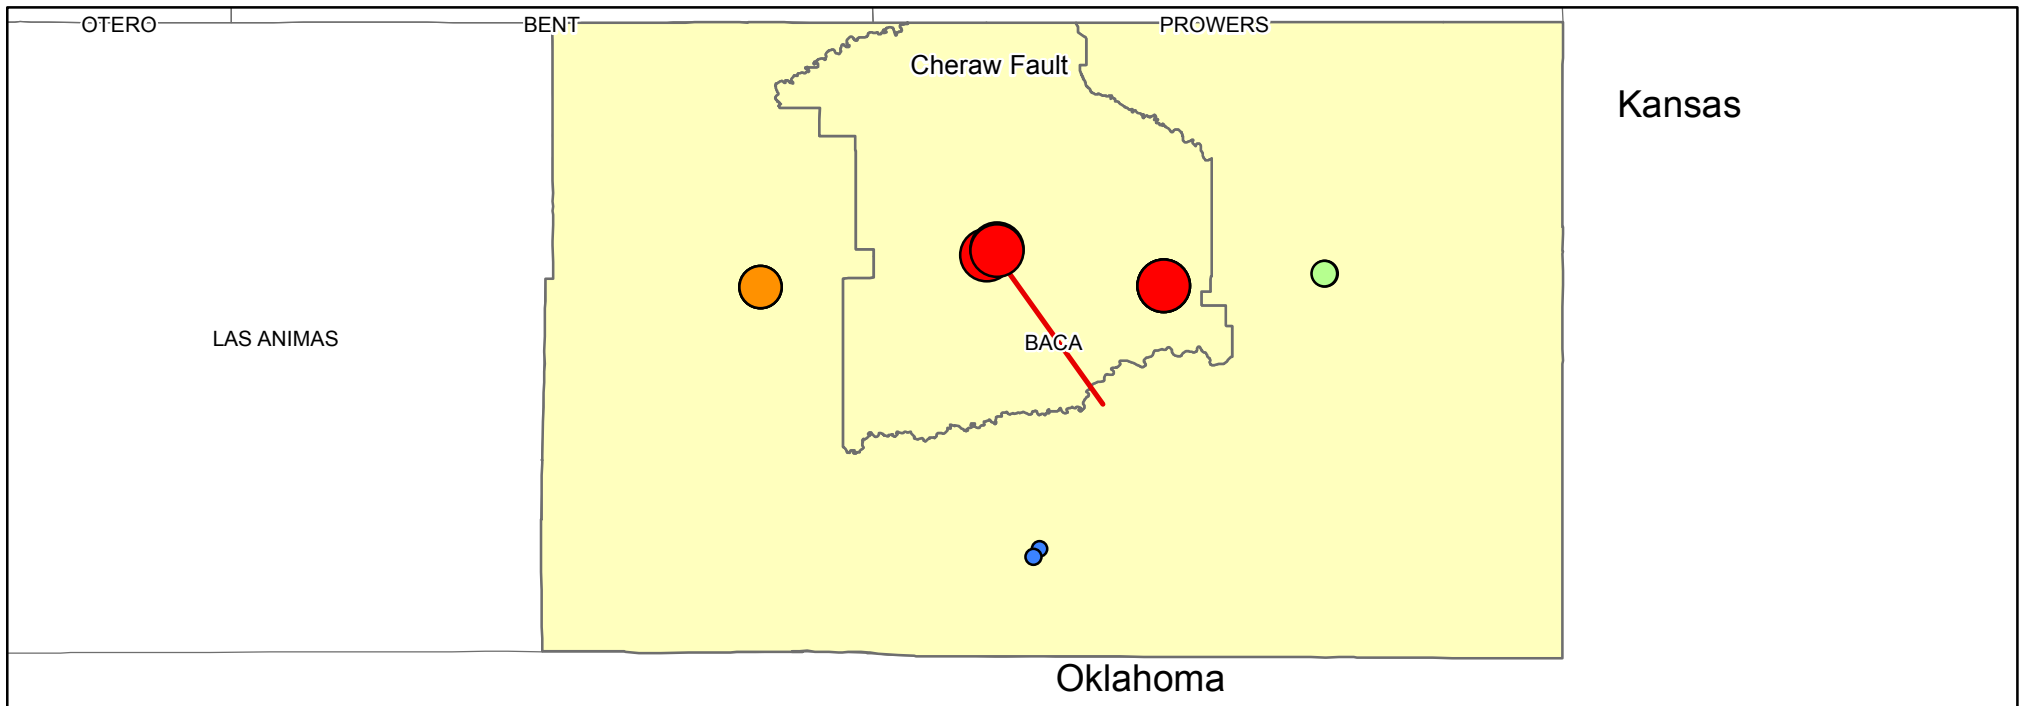 OTERO
BENT
PROWERS
Cheraw Fault
Kansas
LAS ANIMAS
BACA
Oklahoma